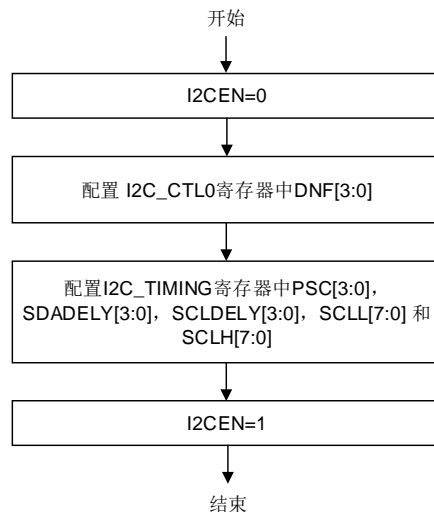 开始
I2CEN=0
配置 I2C_CTL0寄存器中DNF[3:0]
配置I2C_TIMING寄存器中PSC[3:0]，
SDADELY[3:0]，SCLDELY[3:0]，SCLL[7:0] 和
SCLH[7:0]
I2CEN=1
结束